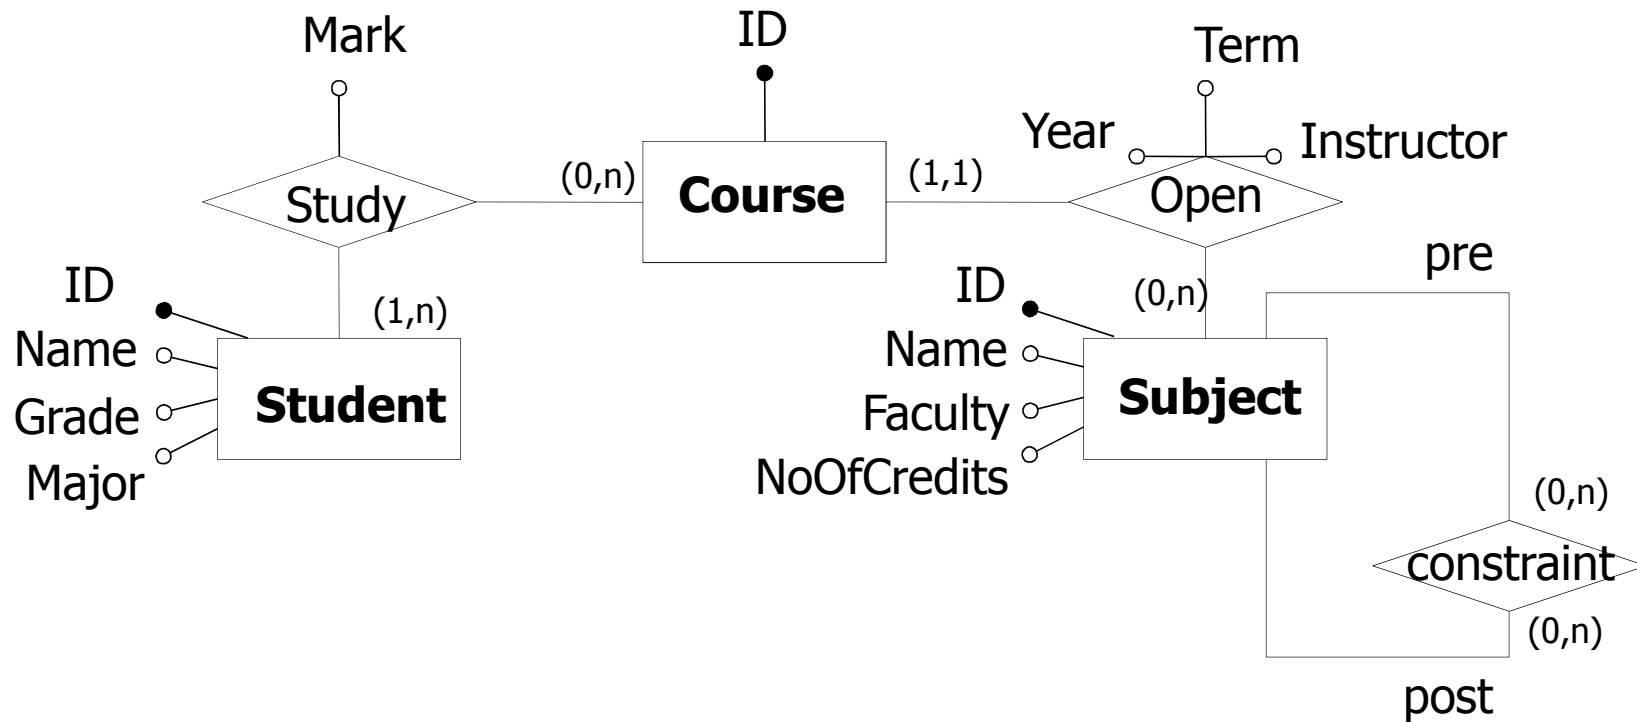 Mark
ID
Term
Year
Instructor
(0,n)
Course
(1,1)
Study
Open
pre
ID
(1,n)
Name
Grade
Student
Major
ID
(0,n)
Name
Subject
Faculty
NoOfCredits
(0,n)
constraint
(0,n)
post